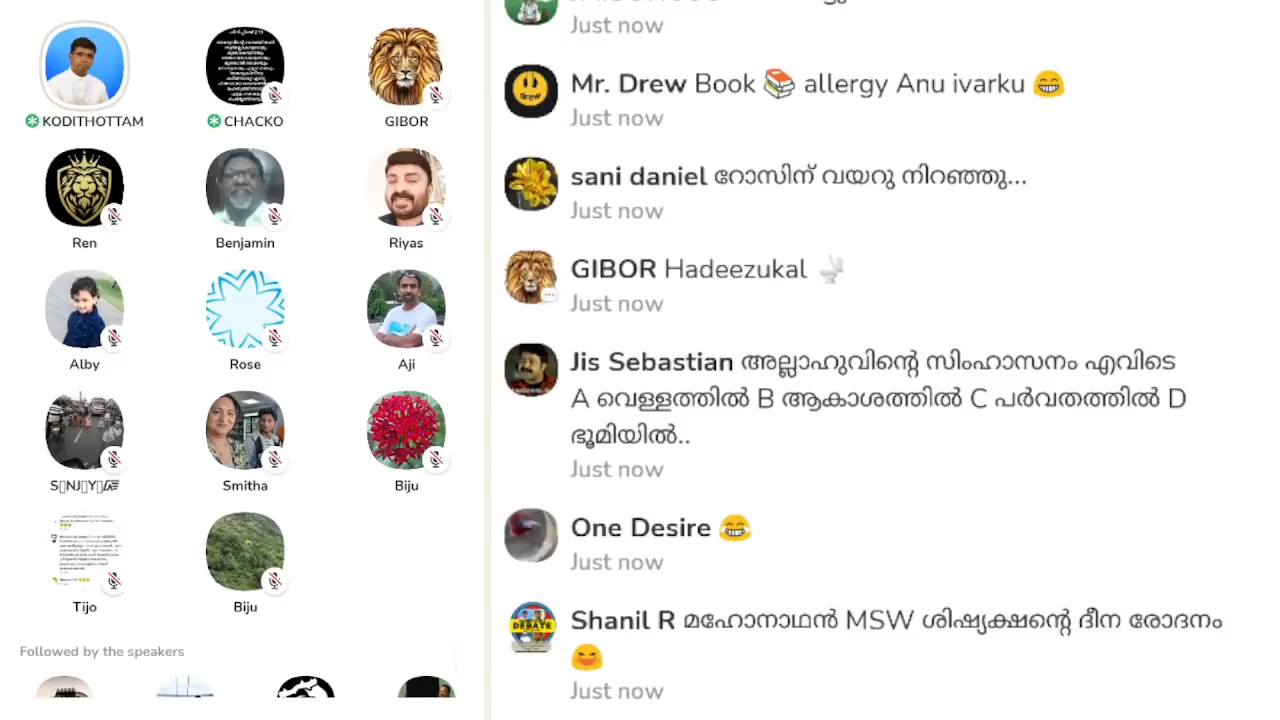 KODITHOTTAM
CHACKO
GIBOR
Ren
Benjamin
Riyas
Alby
Rose
Aji
Smitha
Biju
Tijo
Biju
Followed by the speakers
Just now
Mr. Drew Book 📚 allergy Anu ivarku 😁
Just now
sani daniel റോസിന് വയറു നിറഞ്ഞു...
Just now
GIBOR Hadeezukal 🚽
Just now
Jis Sebastian അല്ലാഹുവിന്റെ സിംഹാസനം എവിടെ
A വെള്ളത്തിൽ B ആകാശത്തിൽ C പർവതത്തിൽ D
ഭൂമിയിൽ..
Just now
One Desire 😂
Just now
Shanil R മഹോനാഥൻ MSW ശിഷ്യക്ഷന്റെ ദീന രോദനം
😆
Just now